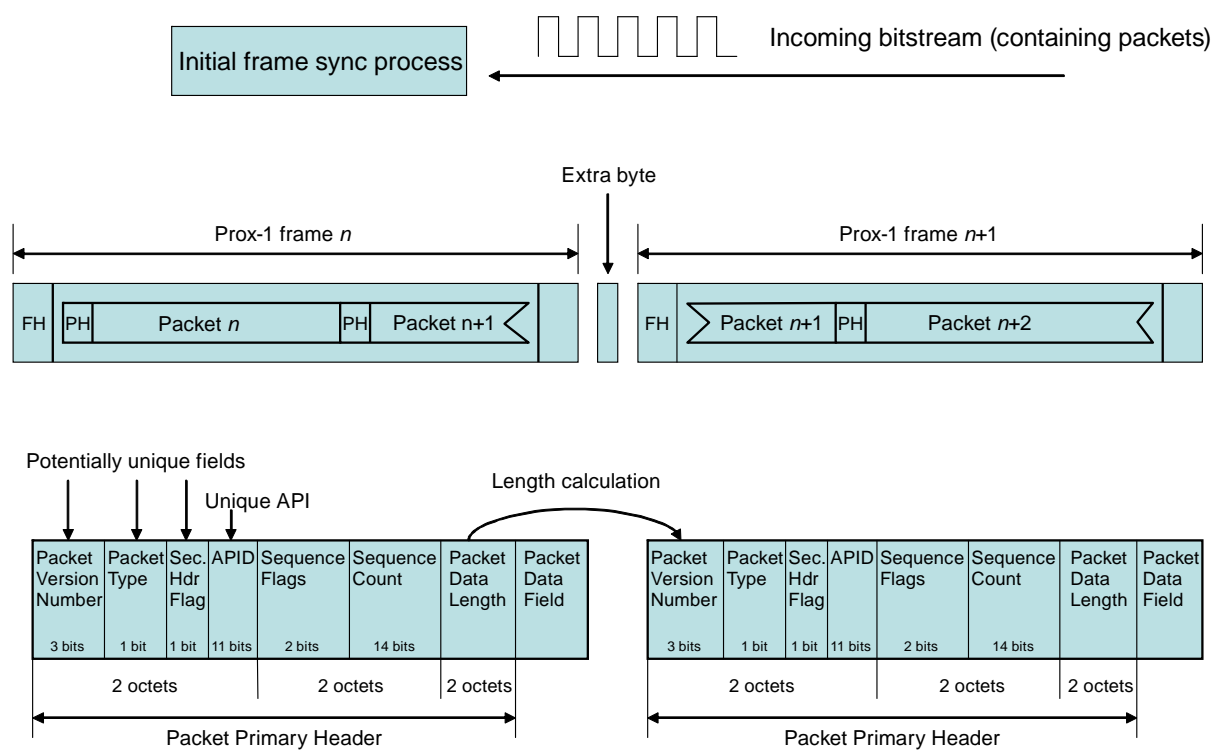 Initial frame sync process
Incoming bitstream (containing packets)
Extra byte
Prox-1 frame n
Prox-1 frame n+1
FH
PH
Packet n
PH
Packet n+1
FH
Packet n+1
PH
Packet n+2
Potentially unique fields
Unique API
Length calculation
Packet Version Number
3 bits
Packet Type
1 bit
Sec. Hdr Flag
1 bit
APID
11 bits
Sequence Flags
2 bits
Sequence Count
14 bits
Packet Data Length
Packet Data Field
2 octets
2 octets
2 octets
Packet Primary Header
Packet Version Number
3 bits
Packet Type
1 bit
Sec. Hdr Flag
1 bit
APID
11 bits
Sequence Flags
2 bits
Sequence Count
14 bits
Packet Data Length
Packet Data Field
2 octets
2 octets
2 octets
Packet Primary Header